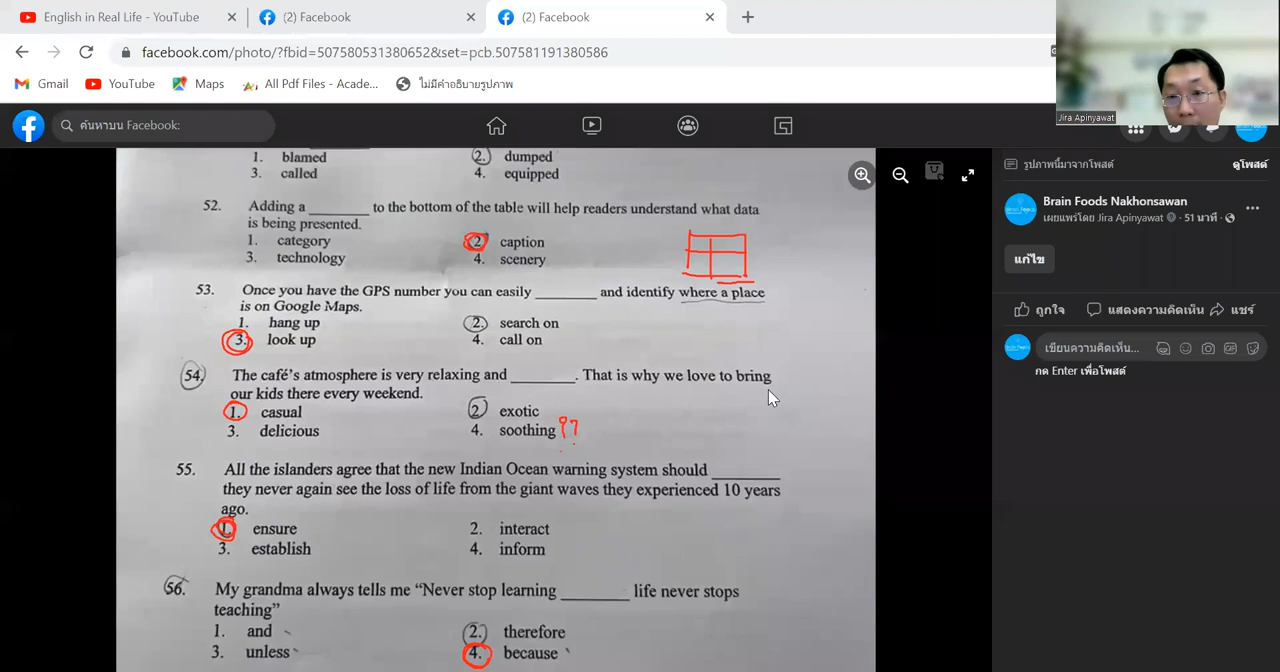 English in Real Life - YouTube
(2) Facebook
(2) Facebook
facebook.com/photo/?fbid=507580531380652&set=pcb.507581191380586
Gmail
YouTube
Maps
All Pdf Files - Acade...
ไม่มีคำอธิบายรูปภาพ
Jira Apinyawat
ค้นหาบน Facebook:
1. blamed 2. dumped
3. called 4. equipped
52. Adding a ________ to the bottom of the table will help readers understand what data
is being presented.
1. category 2. caption
3. technology 4. scenery
53. Once you have the GPS number you can easily ________ and identify where a place
is on Google Maps.
1. hang up 2. search on
3. look up 4. call on
54. The café's atmosphere is very relaxing and ________. That is why we love to bring
our kids there every weekend.
1. casual 2. exotic
3. delicious 4. soothing ??
55. All the islanders agree that the new Indian Ocean warning system should ________
they never again see the loss of life from the giant waves they experienced 10 years
ago.
1. ensure 2. interact
3. establish 4. inform
56. My grandma always tells me “Never stop learning ________ life never stops
teaching”
1. and 2. therefore
3. unless 4. because
รูปภาพนี้มาจากโพสต์ ดูโพสต์
Brain Foods Nakhonsawan
เผยแพร่โดย Jira Apinyawat · 51 นาที ·
แก้ไข
ถูกใจ แสดงความคิดเห็น แชร์
เขียนความคิดเห็น...
กด Enter เพื่อโพสต์